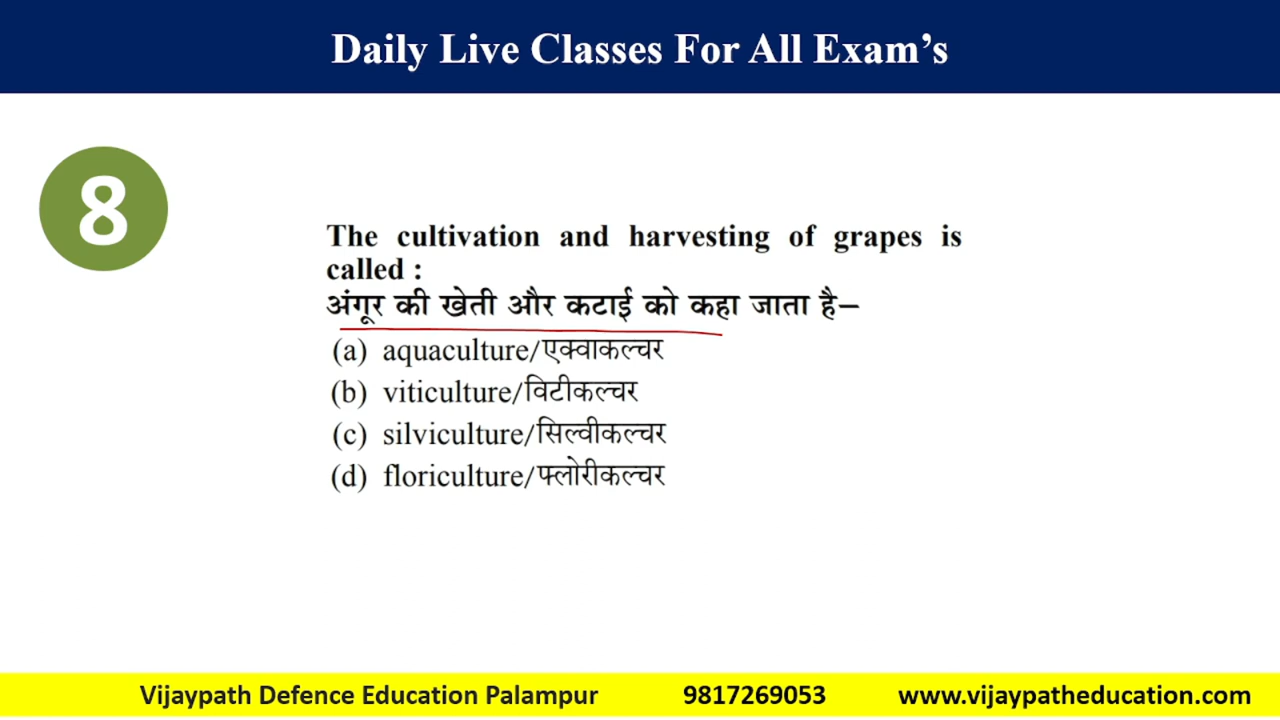 Daily Live Classes For All Exam’s
8
The cultivation and harvesting of grapes is
called :
अंगूर की खेती और कटाई को कहा जाता है–
(a) aquaculture/एक्वाकल्चर
(b) viticulture/विटीकल्चर
(c) silviculture/सिल्वीकल्चर
(d) floriculture/फ्लोरीकल्चर
Vijaypath Defence Education Palampur 9817269053 www.vijaypatheducation.com